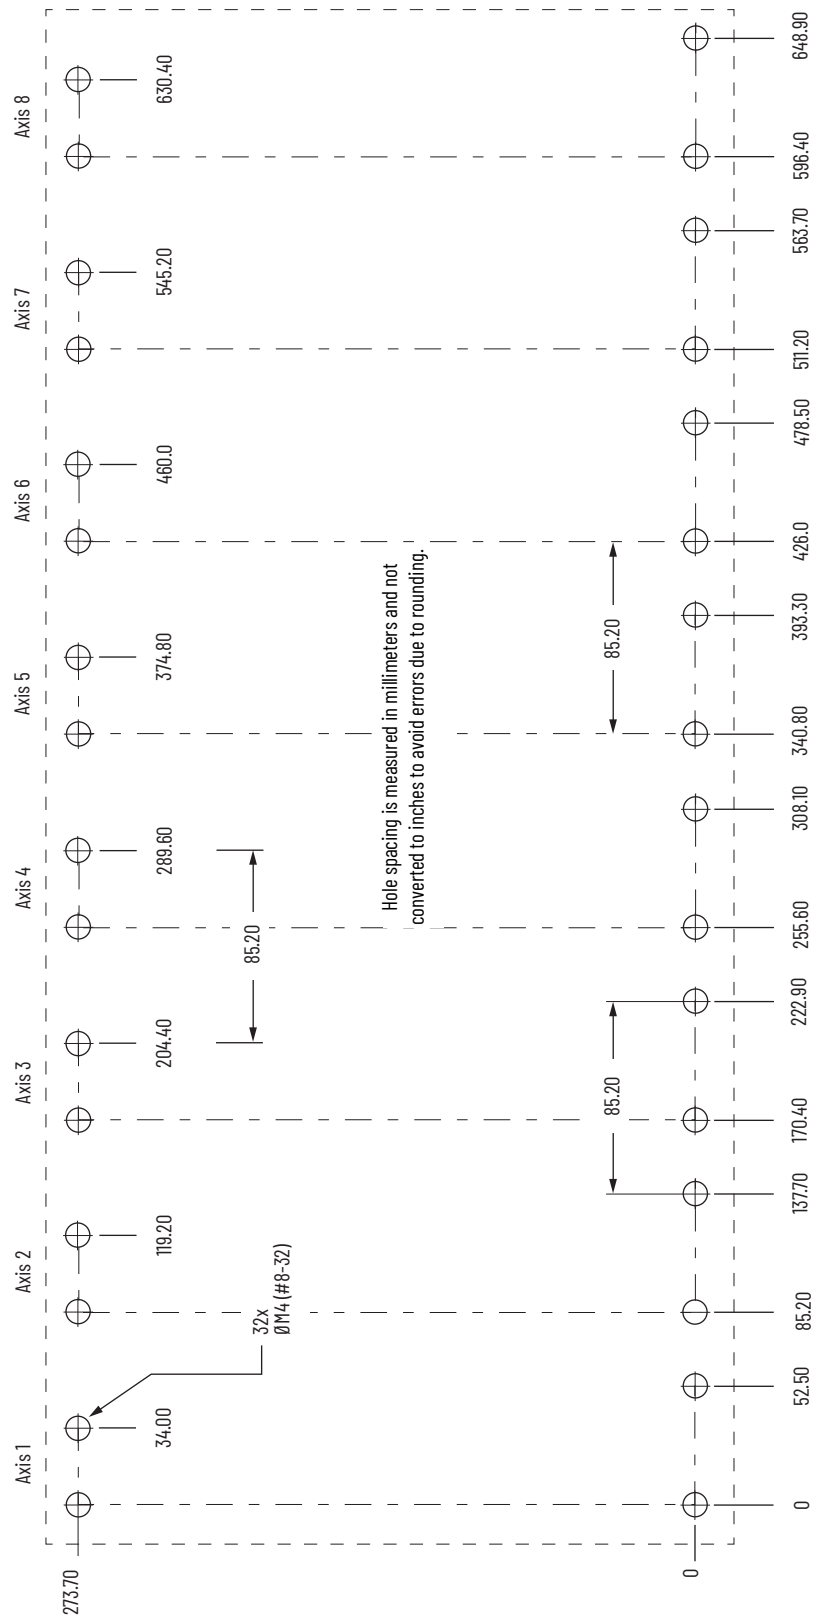 Axis 1
Axis 2
Axis 3
Axis 4
Axis 5
Axis 6
Axis 7
Axis 8
273.70
34.00
119.20
204.40
289.60
374.80
460.0
545.20
630.40
32x
ØM4 (#8-32)
85.20
Hole spacing is measured in millimeters and not
converted to inches to avoid errors due to rounding.
85.20
85.20
0
0
52.50
85.20
137.70
170.40
222.90
255.60
308.10
340.80
393.30
426.0
478.50
511.20
563.70
596.40
648.90